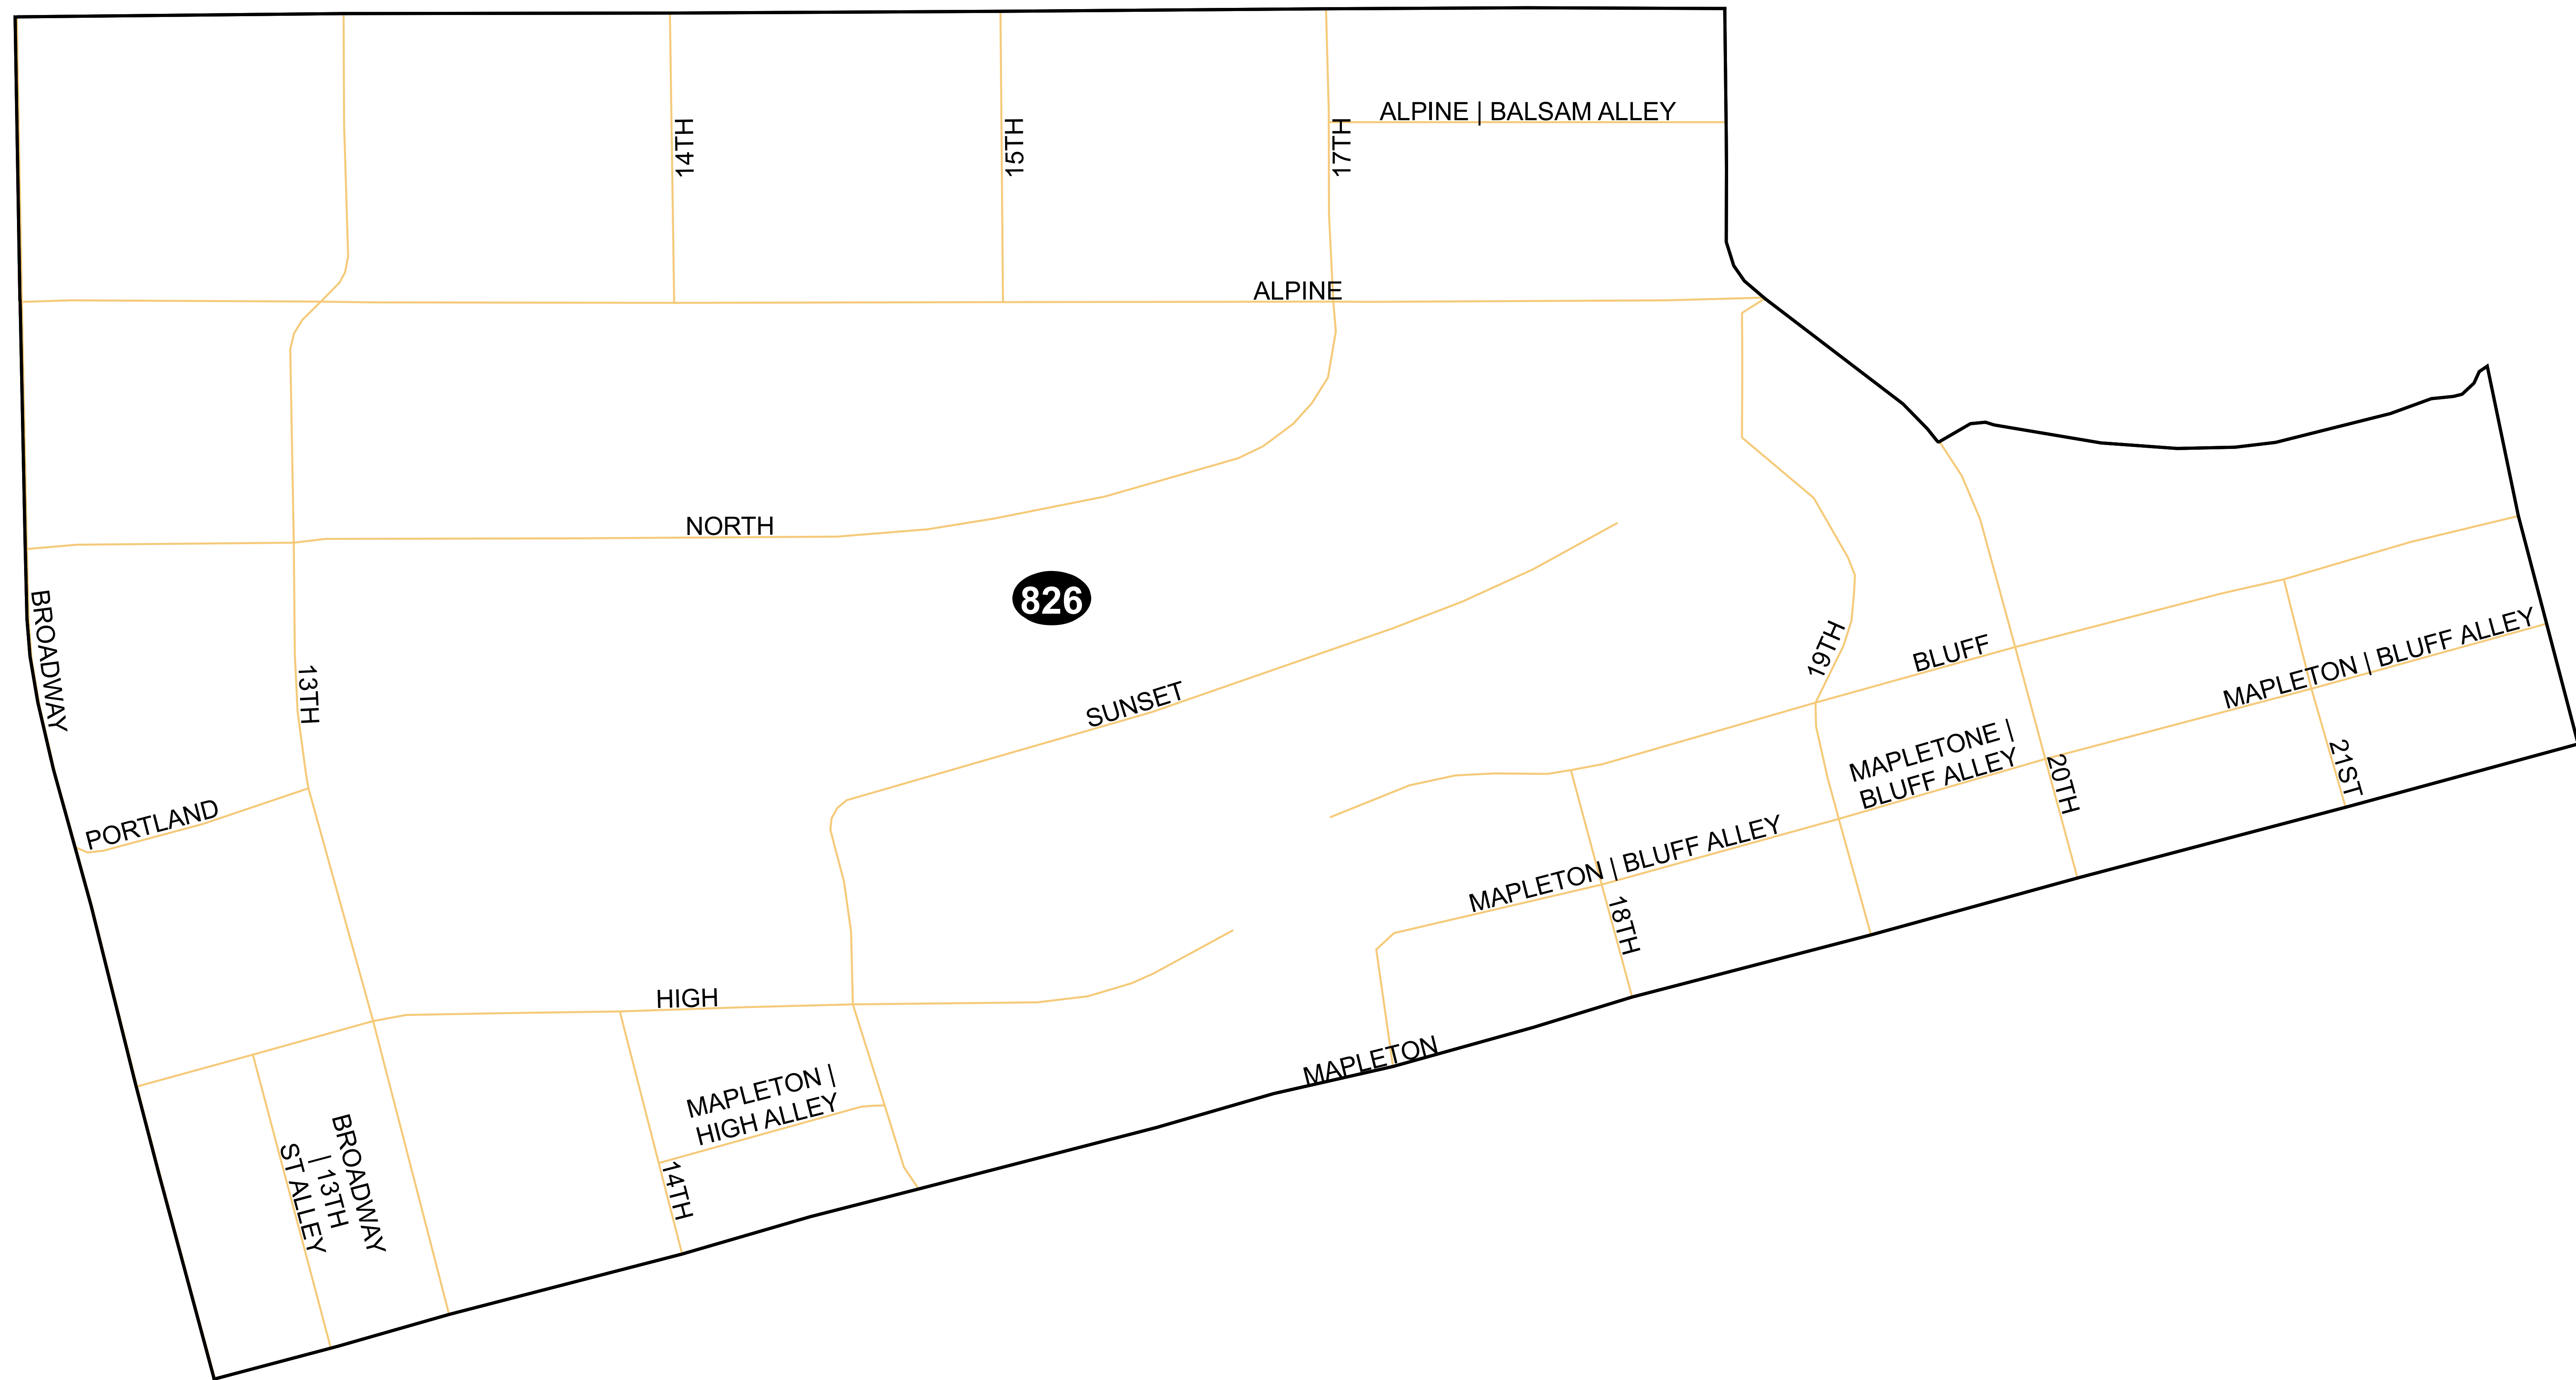 ALPINE | BALSAM ALLEY
14TH
15TH
17TH
ALPINE
NORTH
826
BROADWAY
13TH
SUNSET
19TH
BLUFF
MAPLETON | BLUFF ALLEY
PORTLAND
MAPLETONE |
BLUFF ALLEY
20TH
21ST
MAPLETON | BLUFF ALLEY
18TH
HIGH
MAPLETON
MAPLETON |
HIGH ALLEY
14TH
BROADWAY
| 13TH
ST ALLEY